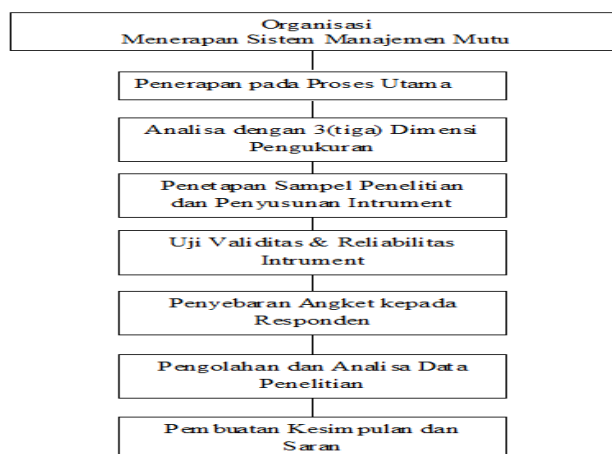 Organisasi
Menerapan Sistem Manajemen Mutu
Penerapan pada Proses Utama
Analisa dengan 3(tiga) Dimensi
Pengukuran
Penetapan Sampel Penelitian
dan Penyusunan Intrument
Uji Validitas & Reliabilitas
Intrument
Penyebaran Angket kepada
Responden
Pengolahan dan Analisa Data
Penelitian
Pembuatan Kesimpulan dan
Saran